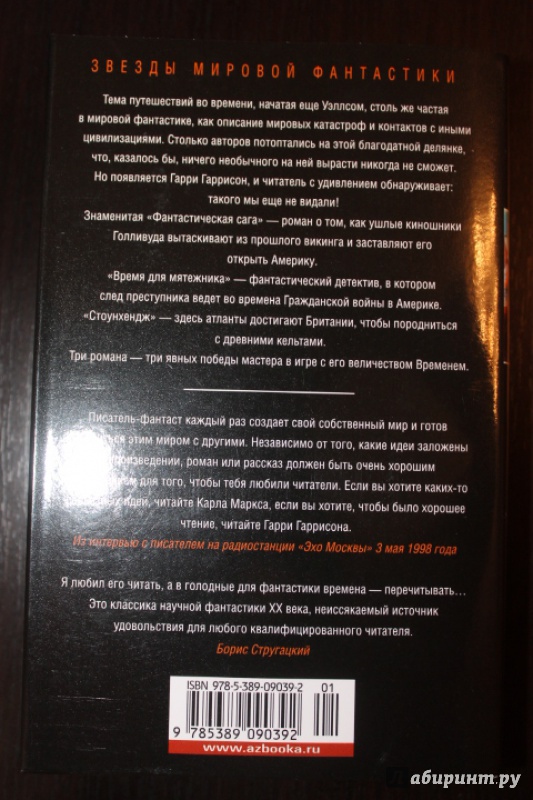 ЗВЕЗДЫ МИРОВОЙ ФАНТАСТИКИ
Тема путешествий во времени, начатая еще Уэллсом, столь же частая
в мировой фантастике, как описание мировых катастроф и контактов с иными
цивилизациями. Столько авторов потоптались на этой благодатной делянке,
что, казалось бы, ничего необычного на ней вырасти никогда не сможет.
Но появляется Гарри Гаррисон, и читатель с удивлением обнаруживает:
такого мы еще не видали!
Знаменитая «Фантастическая сага» — роман о том, как ушлые киношники
Голливуда вытаскивают из прошлого викинга и заставляют его
открыть Америку.
«Время для мятежника» — фантастический детектив, в котором
след преступника ведет во времена Гражданской войны в Америке.
«Стоунхендж» — здесь атланты достигают Британии, чтобы породниться
с древними кельтами.
Три романа — три явных победы мастера в игре с его величеством Временем.
Писатель-фантаст каждый раз создает свой собственный мир и готов
этим миром с другими. Независимо от того, какие идеи заложены
произведении, роман или рассказ должен быть очень хорошим
для того, чтобы тебя любили читатели. Если вы хотите каких-то
идей, читайте Карла Маркса, если вы хотите, чтобы было хорошее
чтение, читайте Гарри Гаррисона.
Из интервью с писателем на радиостанции «Эхо Москвы» 3 мая 1998 года
Я любил его читать, а в голодные для фантастики времена — перечитывать...
Это классика научной фантастики XX века, неиссякаемый источник
удовольствия для любого квалифицированного читателя.
Борис Стругацкий
ISBN 978-5-389-09039-2 01
9 785389 090392
www.azbooka.ru
абиринт.ру